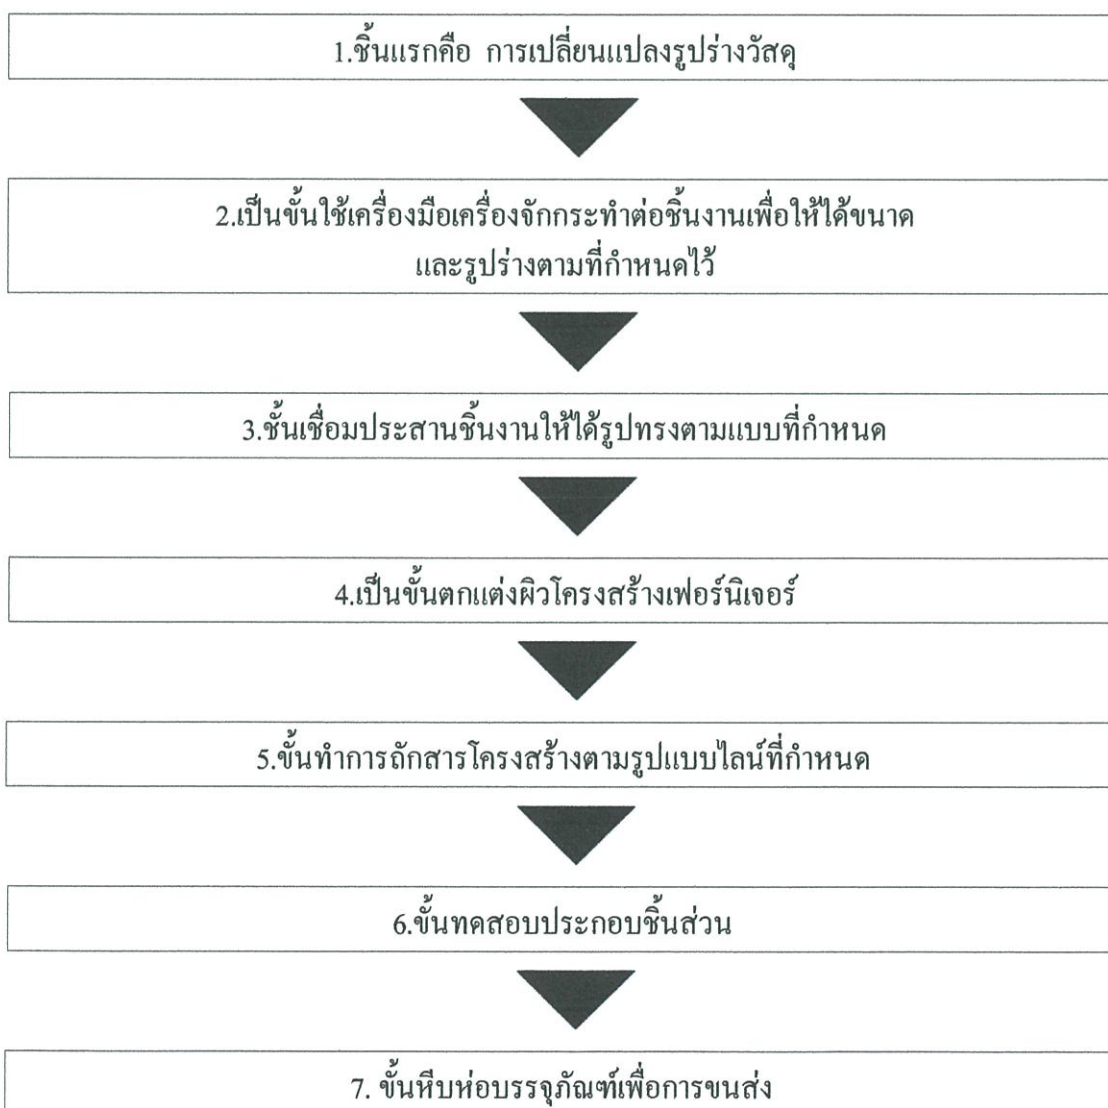 1.ชิ้นแรกคือ การเปลี่ยนแปลงรูปร่างวัสดุ
2.เป็นขั้นใช้เครื่องมือเครื่องจักกระทำต่อชิ้นงานเพื่อให้ได้ขนาด
และรูปร่างตามที่กำหนดไว้
3.ชั้นเชื่อมประสานชิ้นงานให้ได้รูปทรงตามแบบที่กำหนด
4.เป็นขั้นตกแต่งผิวโครงสร้างเฟอร์นิเจอร์
5.ขั้นทำการถักสารโครงสร้างตามรูปแบบไลน์ที่กำหนด
6.ขั้นทดสอบประกอบชิ้นส่วน
7. ขั้นหีบห่อบรรจุภัณฑ์เพื่อการขนส่ง